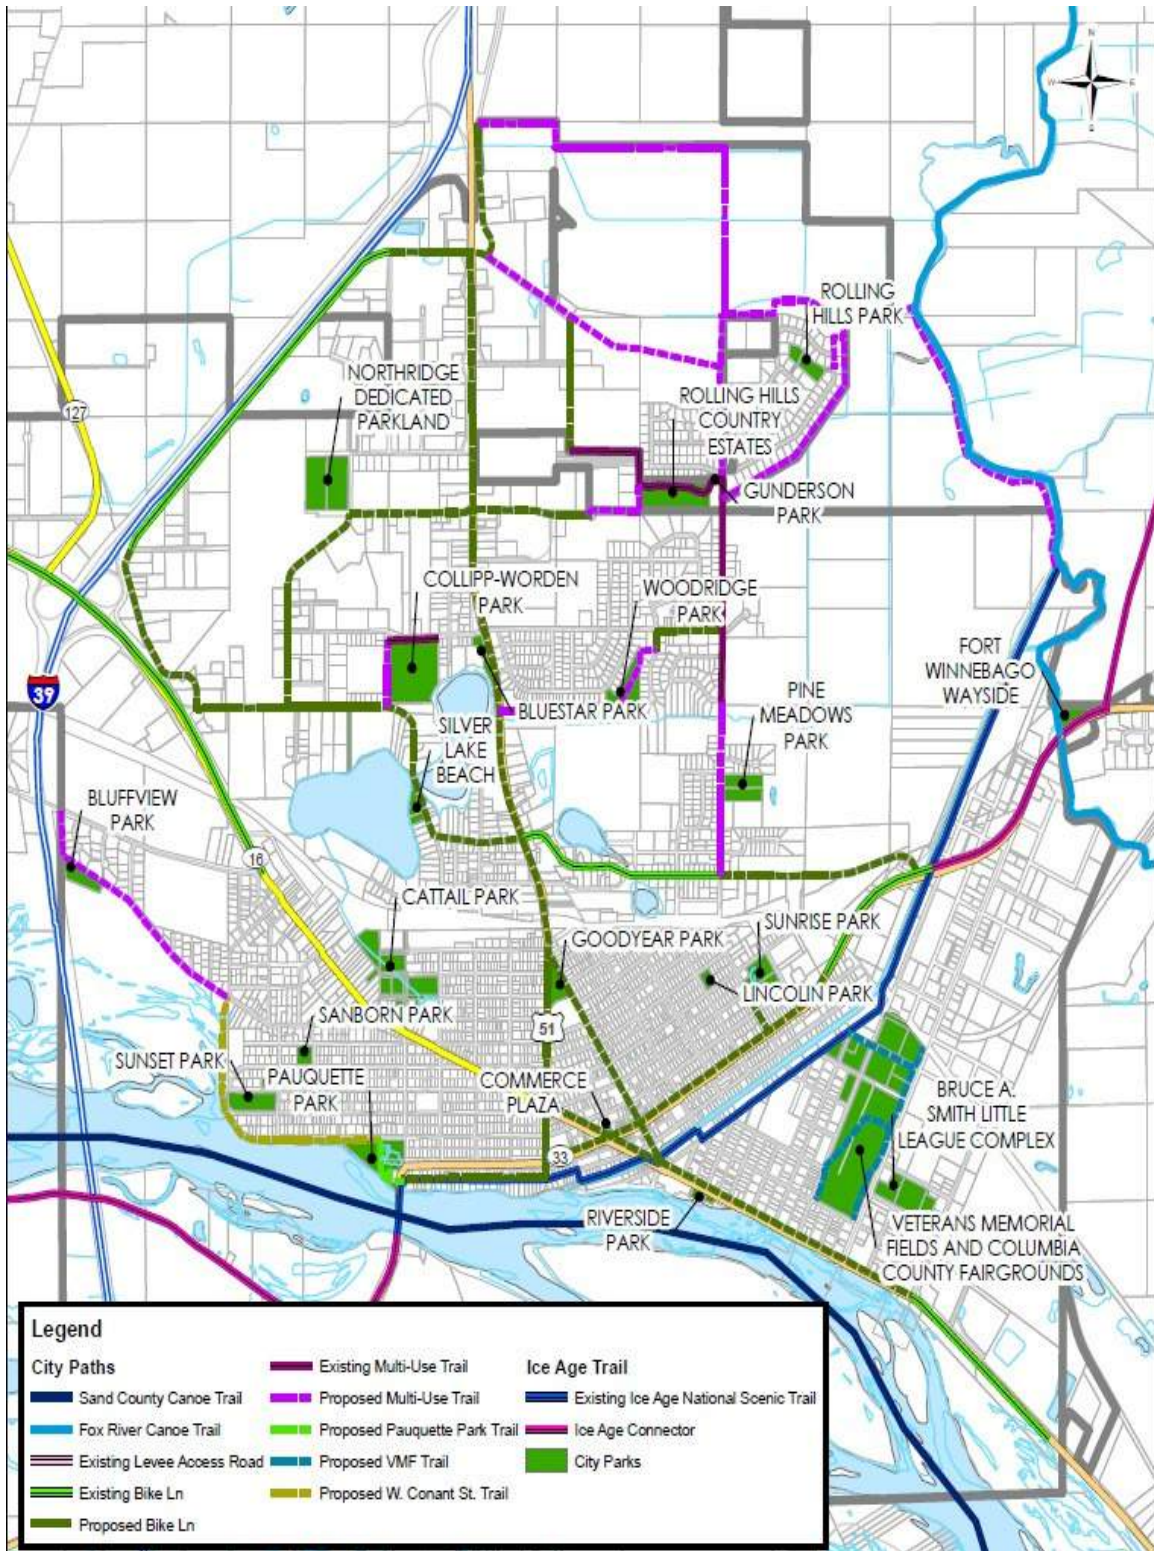 N
W
E
S
ROLLING
HILLS PARK
NORTHRIDGE
DEDICATED
PARKLAND
127
ROLLING HILLS
COUNTRY
ESTATES
GUNDERSON
PARK
COLLIPP-WORDEN
PARK
WOODRIDGE
PARK
FORT
WINNEBAGO
WAYSIDE
39
BLUESTAR PARK
PINE
MEADOWS
PARK
SILVER
LAKE
BEACH
BLUFFVIEW
PARK
16
CATTAIL PARK
SUNRISE PARK
GOODYEAR PARK
LINCOLIN PARK
SANBORN PARK
51
SUNSET PARK
PAUQUETTE
PARK
COMMERCE
PLAZA
BRUCE A.
SMITH LITTLE
LEAGUE COMPLEX
33
RIVERSIDE
PARK
VETERANS MEMORIAL
FIELDS AND COLUMBIA
COUNTY FAIRGROUNDS
Legend
City Paths
Sand County Canoe Trail
Fox River Canoe Trail
Existing Levee Access Road
Existing Bike Ln
Proposed Bike Ln
Existing Multi-Use Trail
Proposed Multi-Use Trail
Proposed Pauquette Park Trail
Proposed VMF Trail
Proposed W. Conant St. Trail
Ice Age Trail
Existing Ice Age National Scenic Trail
Ice Age Connector
City Parks